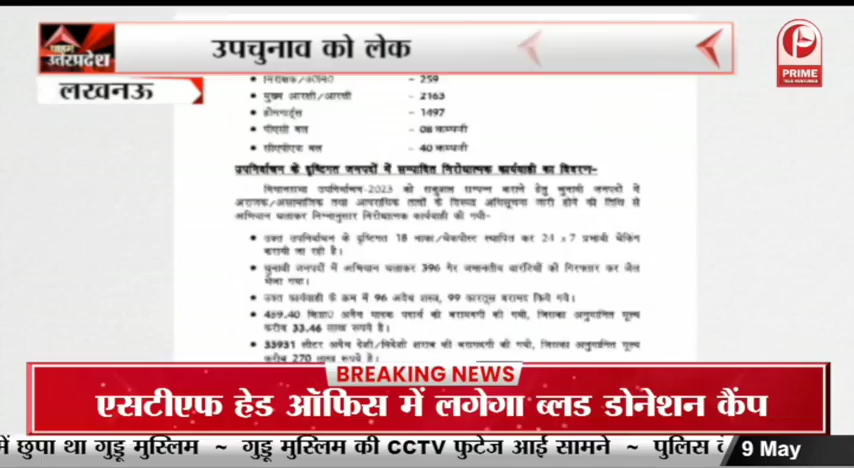 प्राइम
उत्तरप्रदेश
उपचुनाव को लेक
PRIME
लखनऊ
- 259
मुख्य आरक्षी/आरक्षी - 2163
होमगार्ड्स - 1497
पीएसी बल - 08 कम्पनी
सीएपीएफ बल - 40 कम्पनी
उपनिर्वाचन के दृष्टिगत जनपदों में सम्पादित निरोधात्मक कार्यवाही का विवरण-
विधानसभा उपनिर्वाचन-2023 को सकुशल सम्पन्न कराने हेतु चुनावी जनपदों में
अराजक/असामाजिक तथा आपराधिक तत्वों के विरुध्द अधिसूचना जारी होने की तिथि से
अभियान चलाकर निम्नानुसार निरोधात्मक कार्यवाही की गयी-
उक्त उपनिर्वाचन के दृष्टिगत 18 नाका/चेकपोस्ट स्थापित कर 24 x 7 प्रभावी चेकिंग
करायी जा रही है।
चुनावी जनपदों में अभियान चलाकर 396 गैर जमानतीय वारंटियों को गिरफ्तार कर जेल
भेजा गया।
उक्त कार्यवाही के क्रम में 96 अवैध शस्त्र, 99 कारतूस बरामद किये गये।
459.40 किग्रा0 अवैध मादक पदार्थ की बरामदगी की गयी, जिसका अनुमानित मूल्य
करीब 33.46 लाख रूपये है।
33931 लीटर अवैध देशी/विदेशी शराब की बरामदगी की गयी, जिसका अनुमानित मूल्य
करीब 270 लाख रूपये है।
BREAKING NEWS
एसटीएफ हेड ऑफिस में लगेगा ब्लड डोनेशन कैंप
में छुपा था गुड्डू मुस्लिम ~ गुड्डू मुस्लिम की CCTV फुटेज आई सामने ~ पुलिस
9 May